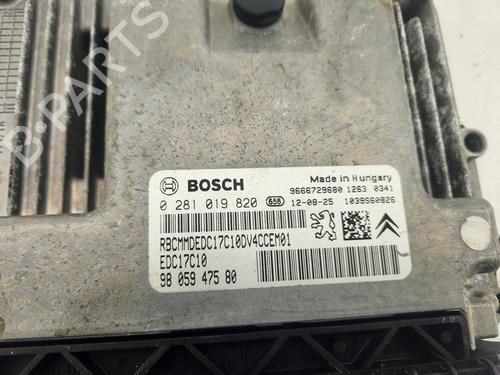 BOSCH
Made in Hungary
9666729680 1263 0341
0 281 019 820 656 12-08-25 1039S60826
RBCMMDEDC17C10DV4CCEM01
EDC17C10
98 059 475 80
B-PARTS